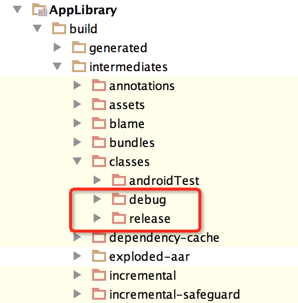 AppLibrary
build
generated
intermediates
annotations
assets
blame
bundles
classes
androidTest
debug
release
dependency-cache
exploded-aar
incremental
incremental-safeguard